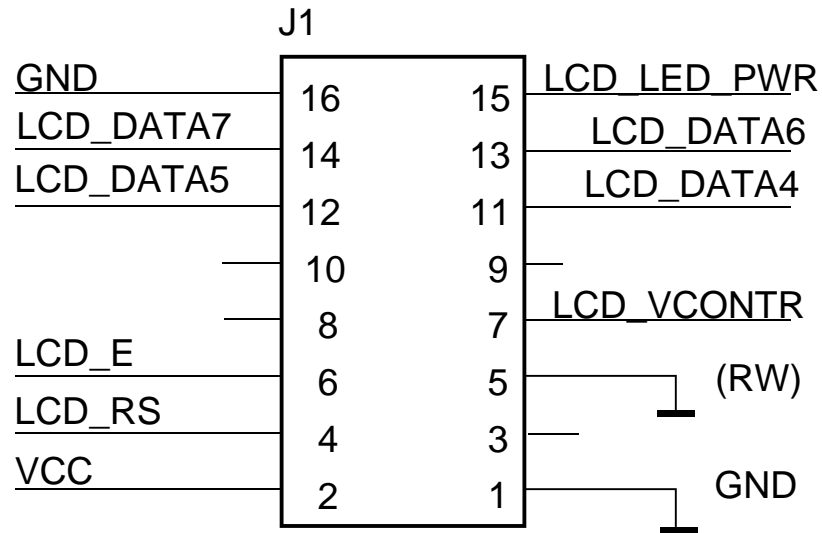 J1
GND 16 15 LCD_LED_PWR
LCD_DATA7 14 13 LCD_DATA6
LCD_DATA5 12 11 LCD_DATA4
10 9
8 7 LCD_VCONTR
LCD_E 6 5 (RW)
LCD_RS 4 3
VCC 2 1 GND